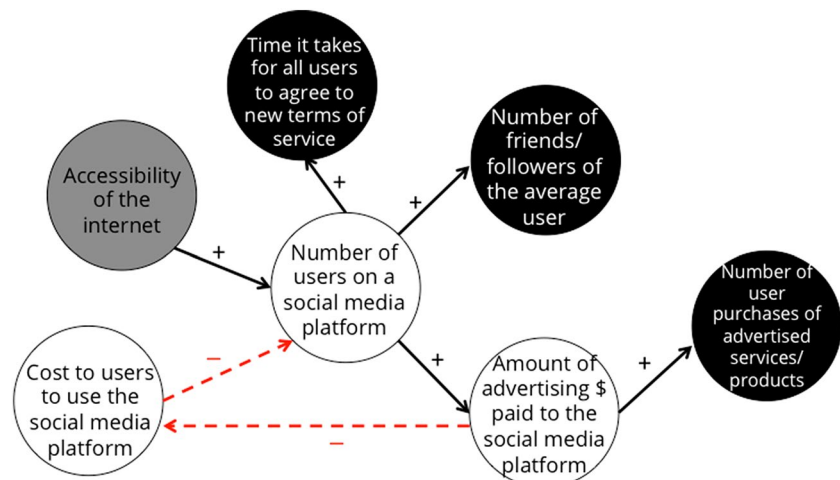 Time it takes
for all users
to agree to
new terms of
service
Number of
friends/
followers of
the average
user
Accessibility
of the
internet
+
+
+
Number of
users on a
social media
platform
Number of
user
purchases of
advertised
services/
products
Cost to users
to use the
social media
platform
–
+
Amount of
advertising $
paid to the
social media
platform
+
–